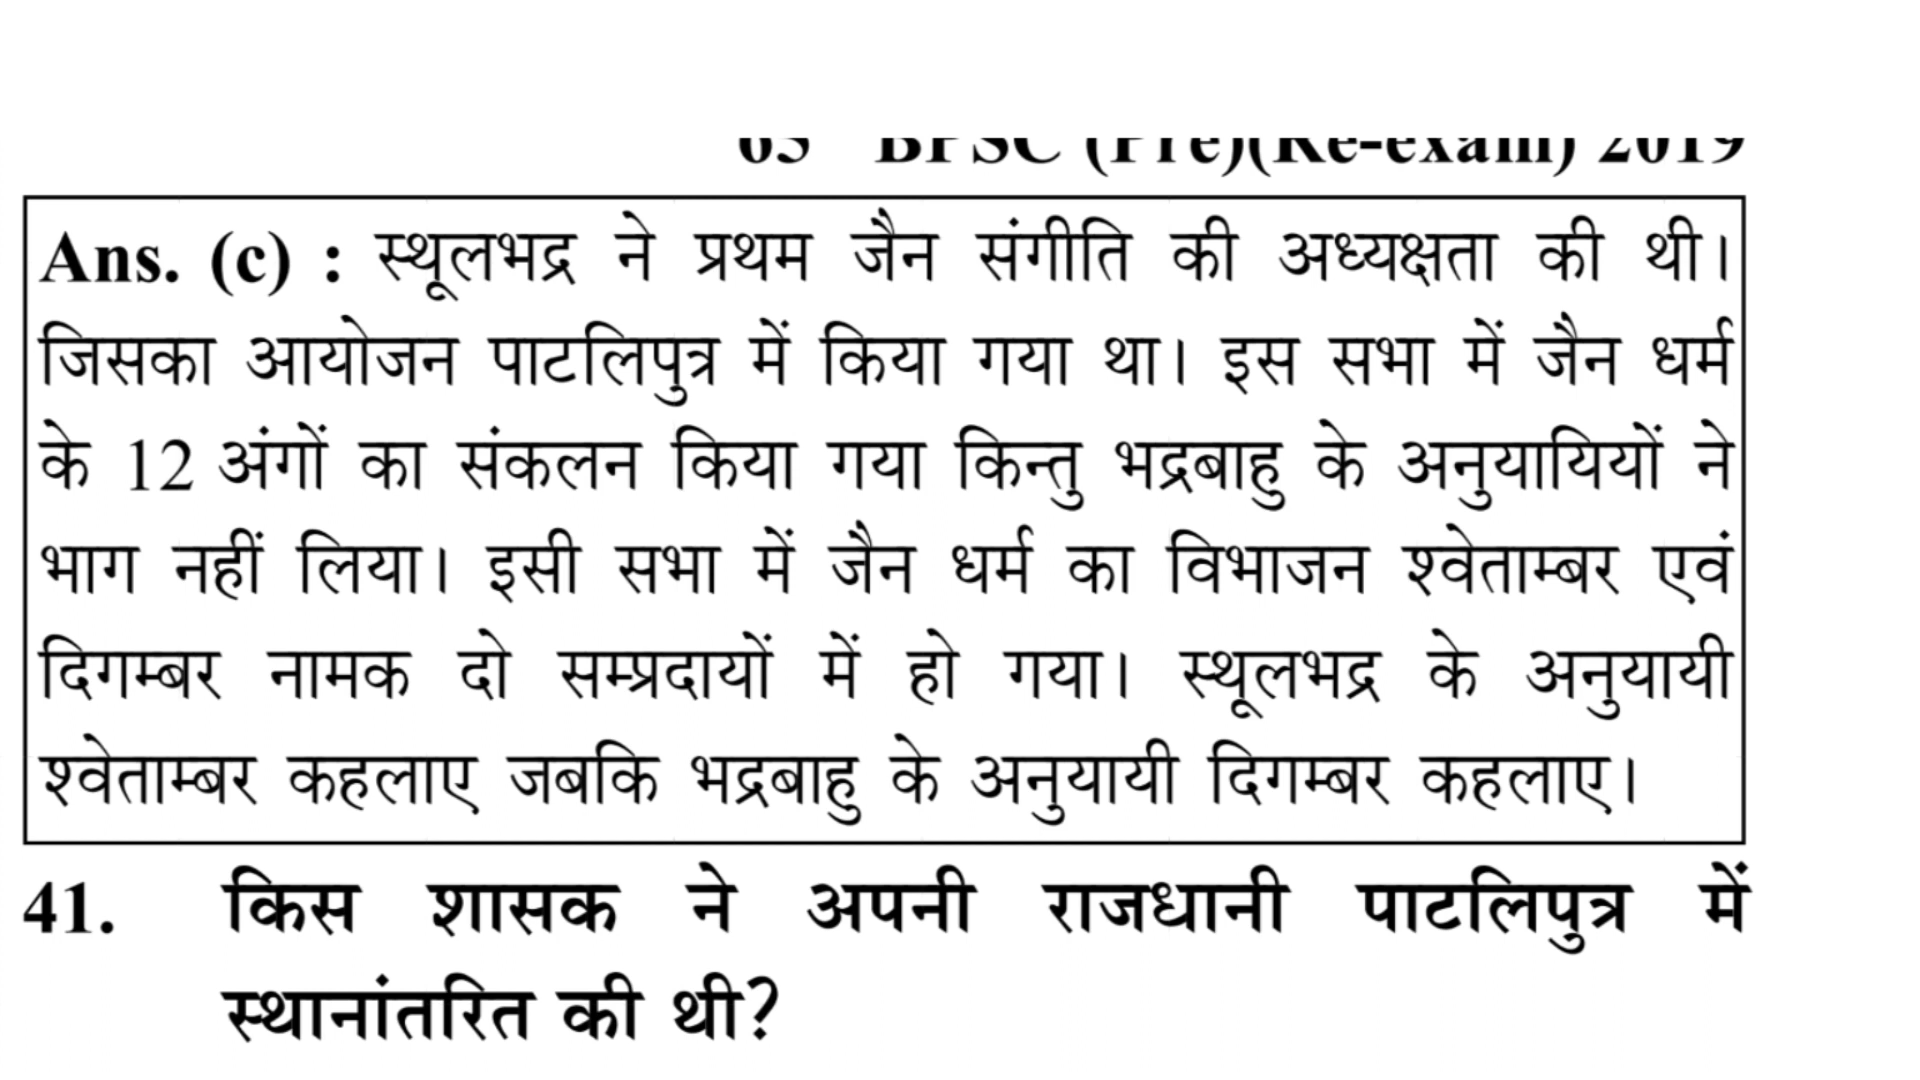 65 BPSC (Pre)(Re-exam) 2019
Ans. (c) : स्थूलभद्र ने प्रथम जैन संगीति की अध्यक्षता की थी।
जिसका आयोजन पाटलिपुत्र में किया गया था। इस सभा में जैन धर्म
के 12 अंगों का संकलन किया गया किन्तु भद्रबाहु के अनुयायियों ने
भाग नहीं लिया। इसी सभा में जैन धर्म का विभाजन श्वेताम्बर एवं
दिगम्बर नामक दो सम्प्रदायों में हो गया। स्थूलभद्र के अनुयायी
श्वेताम्बर कहलाए जबकि भद्रबाहु के अनुयायी दिगम्बर कहलाए।
41. किस शासक ने अपनी राजधानी पाटलिपुत्र में
स्थानांतरित की थी?